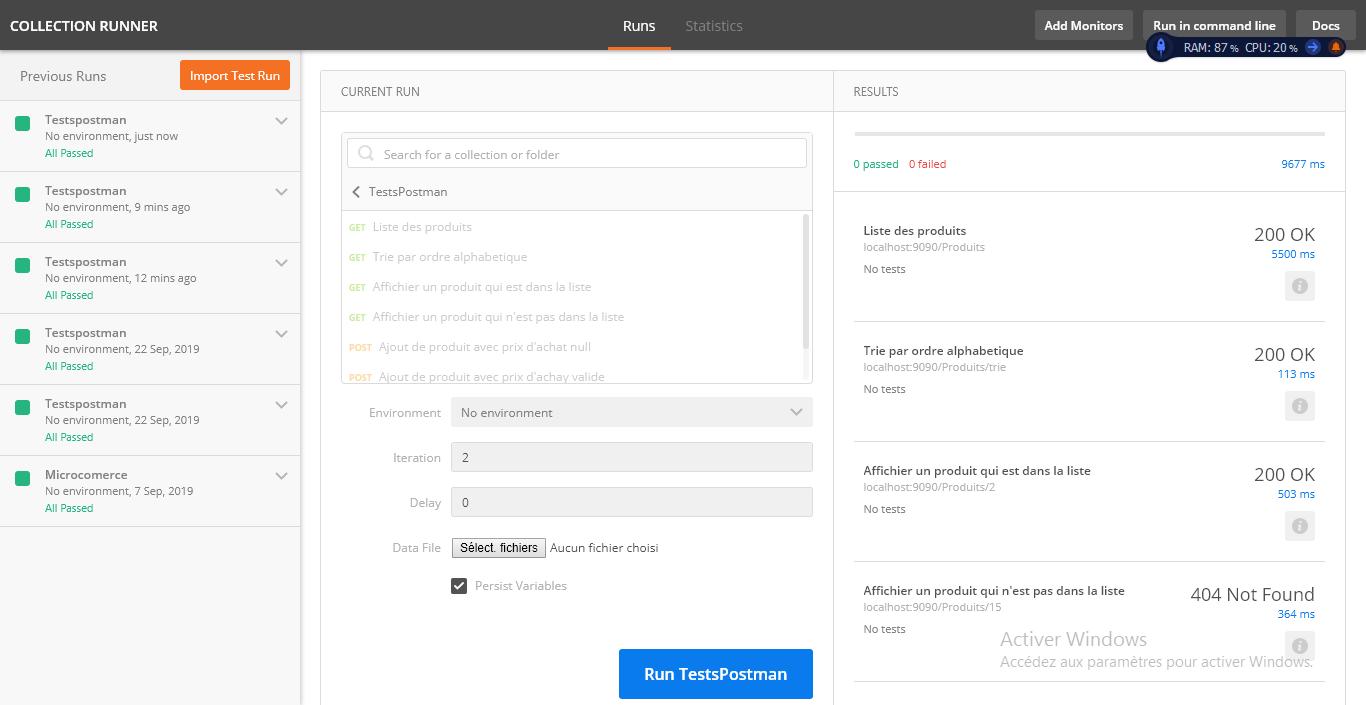 COLLECTION RUNNER
Runs
Statistics
Add Monitors
Run in command line
Docs
RAM: 87 % CPU: 20 %
Previous Runs
Import Test Run
Testspostman
No environment, just now
All Passed
Testspostman
No environment, 9 mins ago
All Passed
Testspostman
No environment, 12 mins ago
All Passed
Testspostman
No environment, 22 Sep, 2019
All Passed
Testspostman
No environment, 22 Sep, 2019
All Passed
Microcomerce
No environment, 7 Sep, 2019
All Passed
CURRENT RUN
Search for a collection or folder
TestsPostman
GET Liste des produits
GET Trie par ordre alphabetique
GET Affichier un produit qui est dans la liste
GET Affichier un produit qui n'est pas dans la liste
POST Ajout de produit avec prix d'achat null
POST Ajout de produit avec prix d'achay valide
Environment No environment
Iteration 2
Delay 0
Data File Sélect. fichiers Aucun fichier choisi
Persist Variables
Run TestsPostman
RESULTS
0 passed 0 failed 9677 ms
Liste des produits 200 OK
localhost:9090/Produits 5500 ms
No tests
Trie par ordre alphabetique 200 OK
localhost:9090/Produits/trie 113 ms
No tests
Affichier un produit qui est dans la liste 200 OK
localhost:9090/Produits/2 503 ms
No tests
Affichier un produit qui n'est pas dans la liste 404 Not Found
localhost:9090/Produits/15 364 ms
No tests
Activer Windows
Accédez aux paramètres pour activer Windows.